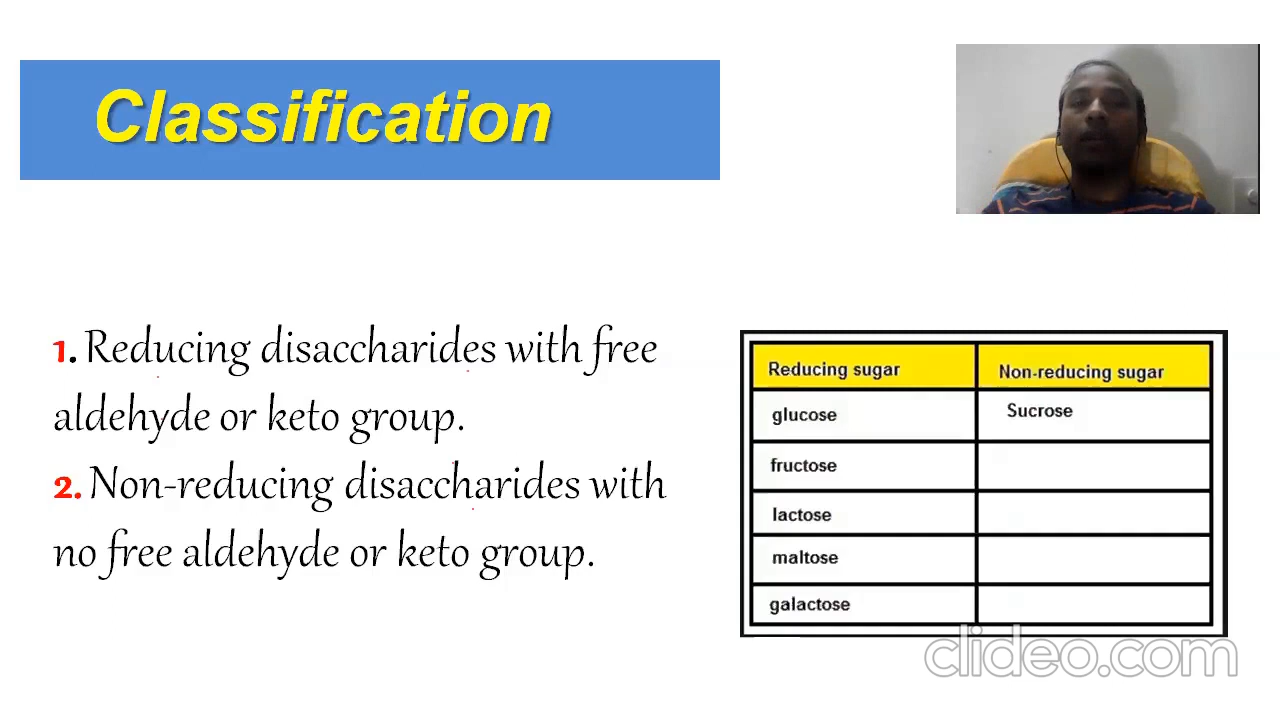 Classification
1. Reducing disaccharides with free
aldehyde or keto group.
2. Non-reducing disaccharides with
no free aldehyde or keto group.
Reducing sugar Non-reducing sugar
glucose Sucrose
fructose
lactose
maltose
galactose
clideo.com